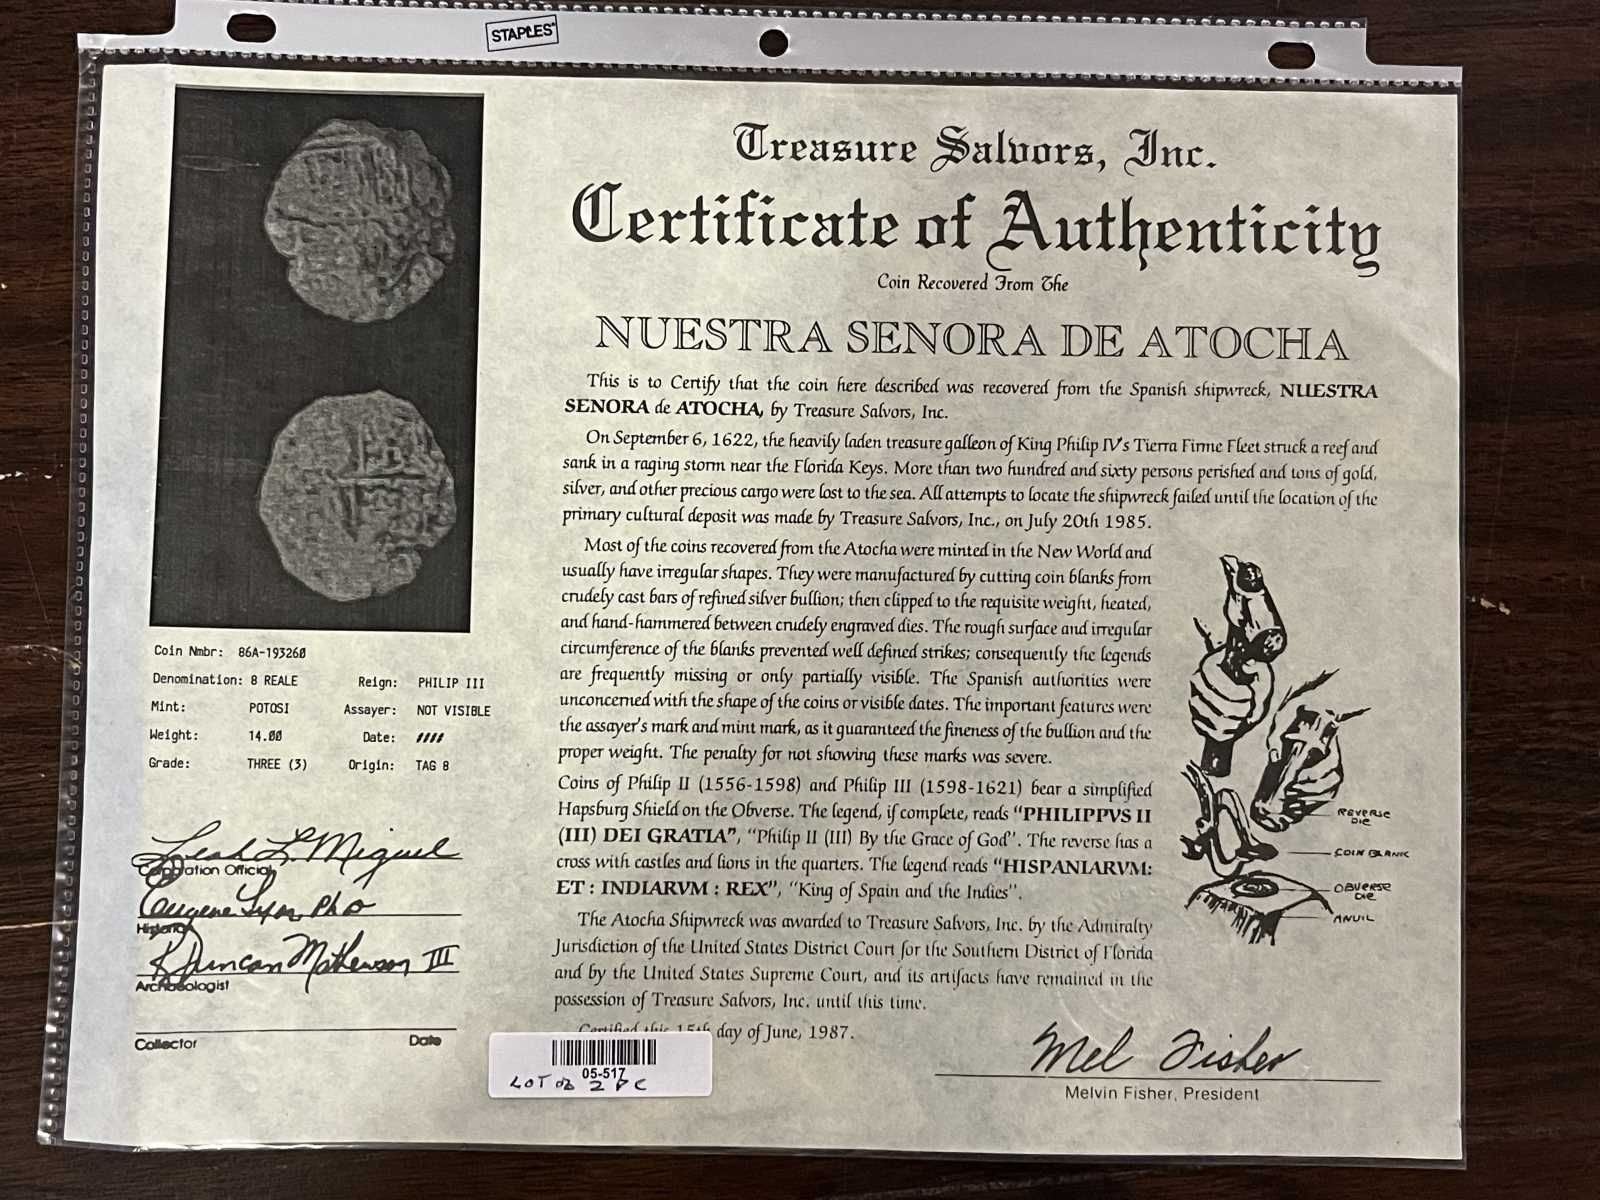 STAPLES®
Treasure Salvors, Inc.
Certificate of Authenticity
Coin Recovered From The
NUESTRA SENORA DE ATOCHA
This is to Certify that the coin here described was recovered from the Spanish shipwreck, NUESTRA
SENORA de ATOCHA, by Treasure Salvors, Inc.
On September 6, 1622, the heavily laden treasure galleon of King Philip IV's Tierra Firme Fleet struck a reef and
sank in a raging storm near the Florida Keys. More than two hundred and sixty persons perished and tons of gold,
silver, and other precious cargo were lost to the sea. All attempts to locate the shipwreck failed until the location of the
primary cultural deposit was made by Treasure Salvors, Inc., on July 20th 1985.
Most of the coins recovered from the Atocha were minted in the New World and
usually have irregular shapes. They were manufactured by cutting coin blanks from
crudely cast bars of refined silver bullion; then clipped to the requisite weight, heated,
and hand-hammered between crudely engraved dies. The rough surface and irregular
circumference of the blanks prevented well defined strikes; consequently the legends
are frequently missing or only partially visible. The Spanish authorities were
unconcerned with the shape of the coins or visible dates. The important features were
the assayer's mark and mint mark, as it guaranteed the fineness of the bullion and the
proper weight. The penalty for not showing these marks was severe.
Coins of Philip II (1556-1598) and Philip III (1598-1621) bear a simplified
Hapsburg Shield on the Obverse. The legend, if complete, reads "PHILIPPVS II
(III) DEI GRATIA", "Philip II (III) By the Grace of God". The reverse has a
cross with castles and lions in the quarters. The legend reads "HISPANIARVM:
ET : INDIARVM : REX", "King of Spain and the Indies".
The Atocha Shipwreck was awarded to Treasure Salvors, Inc. by the Admiralty
Jurisdiction of the United States District Court for the Southern District of Florida
and by the United States Supreme Court, and its artifacts have remained in the
possession of Treasure Salvors, Inc. until this time.
Certified this 15th day of June, 1987.
REVERSE
DIE
COIN BLANK
OBVERSE
DIE
ANVIL
Mel Fisher
Melvin Fisher, President
Coin Nmbr: 86A-193260
Denomination: 8 REALE Reign: PHILIP III
Mint: POTOSI Assayer: NOT VISIBLE
Weight: 14.00 Date: ////
Grade: THREE (3) Origin: TAG 8
Leah L. Miguel
Corporation Official
Eugene Lyon, PhD
Historian
R Duncan Mathewson III
Archaeologist
Collector Date
05-517
LOT OF 2 PC